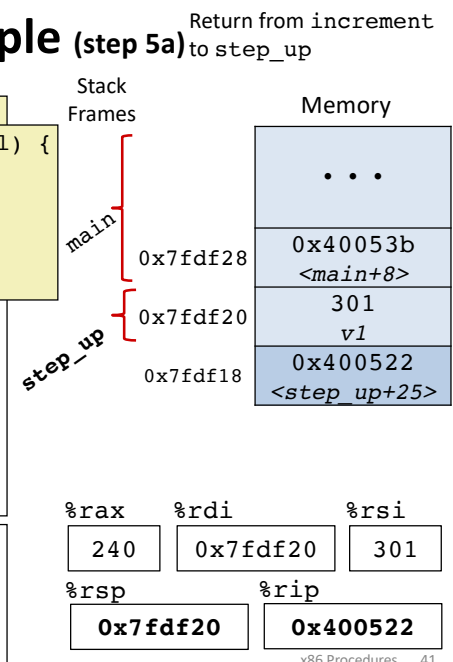 ple (step 5a)
Return from increment
to step_up
Stack
Frames
Memory
l) {
• • •
main
0x7fdf28
0x40053b
<main+8>
0x7fdf20
301
v1
step_up
0x7fdf18
0x400522
<step_up+25>
%rax
%rdi
%rsi
240
0x7fdf20
301
%rsp
%rip
0x7fdf20
0x400522
x86 Procedures 41